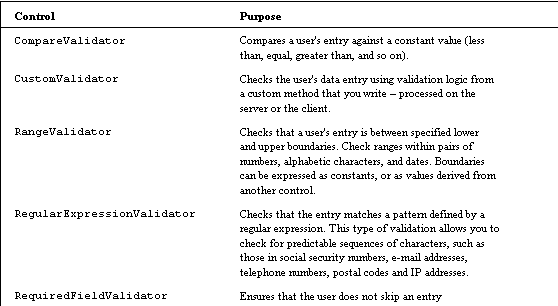 Control Purpose
CompareValidator Compares a user's entry against a constant value (less
than, equal, greater than, and so on).
CustomValidator Checks the user's data entry using validation logic from
a custom method that you write – processed on the
server or the client.
RangeValidator Checks that a user's entry is between specified lower
and upper boundaries. Check ranges within pairs of
numbers, alphabetic characters, and dates. Boundaries
can be expressed as constants, or as values derived from
another control.
RegularExpressionValidator Checks that the entry matches a pattern defined by a
regular expression. This type of validation allows you to
check for predictable sequences of characters, such as
those in social security numbers, e-mail addresses,
telephone numbers, postal codes and IP addresses.
RequiredFieldValidator Ensures that the user does not skip an entry